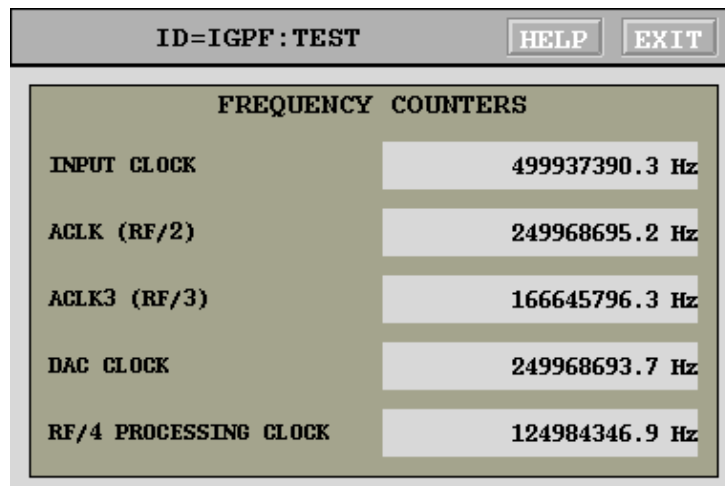 ID=IGPF:TEST HELP EXIT
FREQUENCY COUNTERS
INPUT CLOCK 499937390.3 Hz
ACLK (RF/2) 249968695.2 Hz
ACLK3 (RF/3) 166645796.3 Hz
DAC CLOCK 249968693.7 Hz
RF/4 PROCESSING CLOCK 124984346.9 Hz